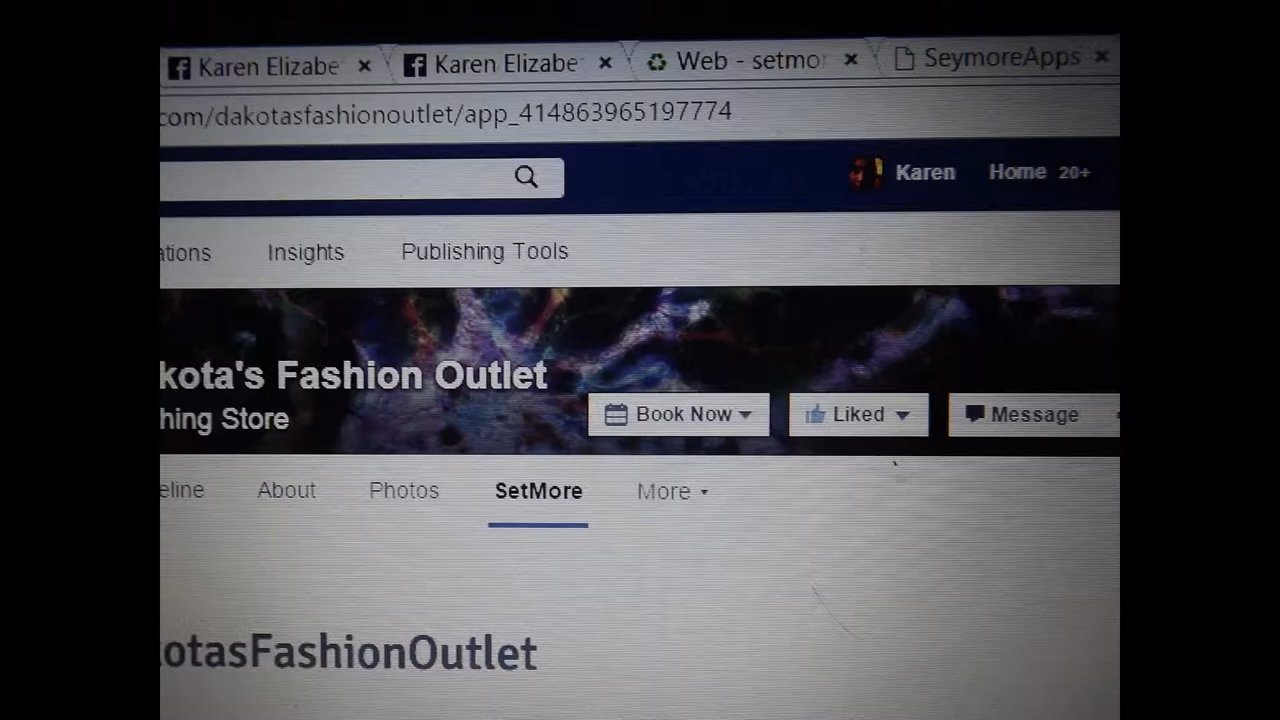 Karen Elizabe × Karen Elizabe × Web - setmo × SeymoreApps ×
com/dakotasfashionoutlet/app_414863965197774
Karen Home 20+
ations Insights Publishing Tools
kota's Fashion Outlet
hing Store
Book Now Liked Message
eline About Photos SetMore More
kotasFashionOutlet